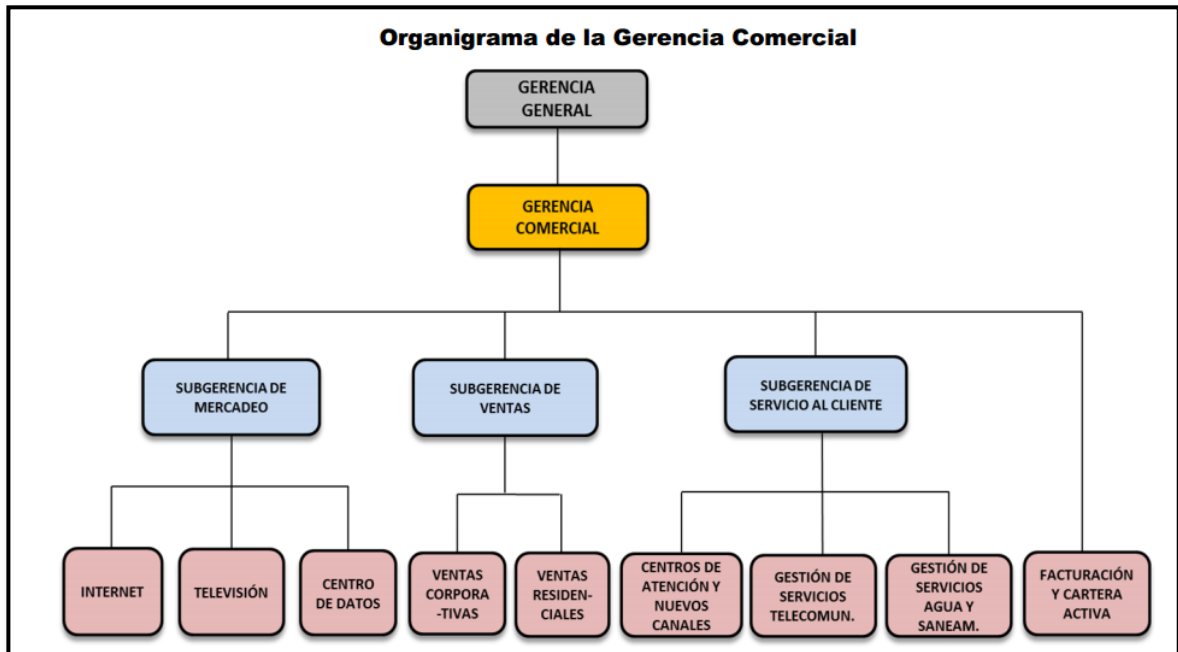 Organigrama de la Gerencia Comercial
GERENCIA
GENERAL
GERENCIA
COMERCIAL
SUBGERENCIA DE
MERCADEO
SUBGERENCIA DE
VENTAS
SUBGERENCIA DE
SERVICIO AL CLIENTE
INTERNET
TELEVISIÓN
CENTRO
DE DATOS
VENTAS
CORPORA
-TIVAS
VENTAS
RESIDEN-
CIALES
CENTROS DE
ATENCIÓN Y
NUEVOS
CANALES
GESTIÓN DE
SERVICIOS
TELECOMUN.
GESTIÓN DE
SERVICIOS
AGUA Y
SANEAM.
FACTURACIÓN
Y CARTERA
ACTIVA